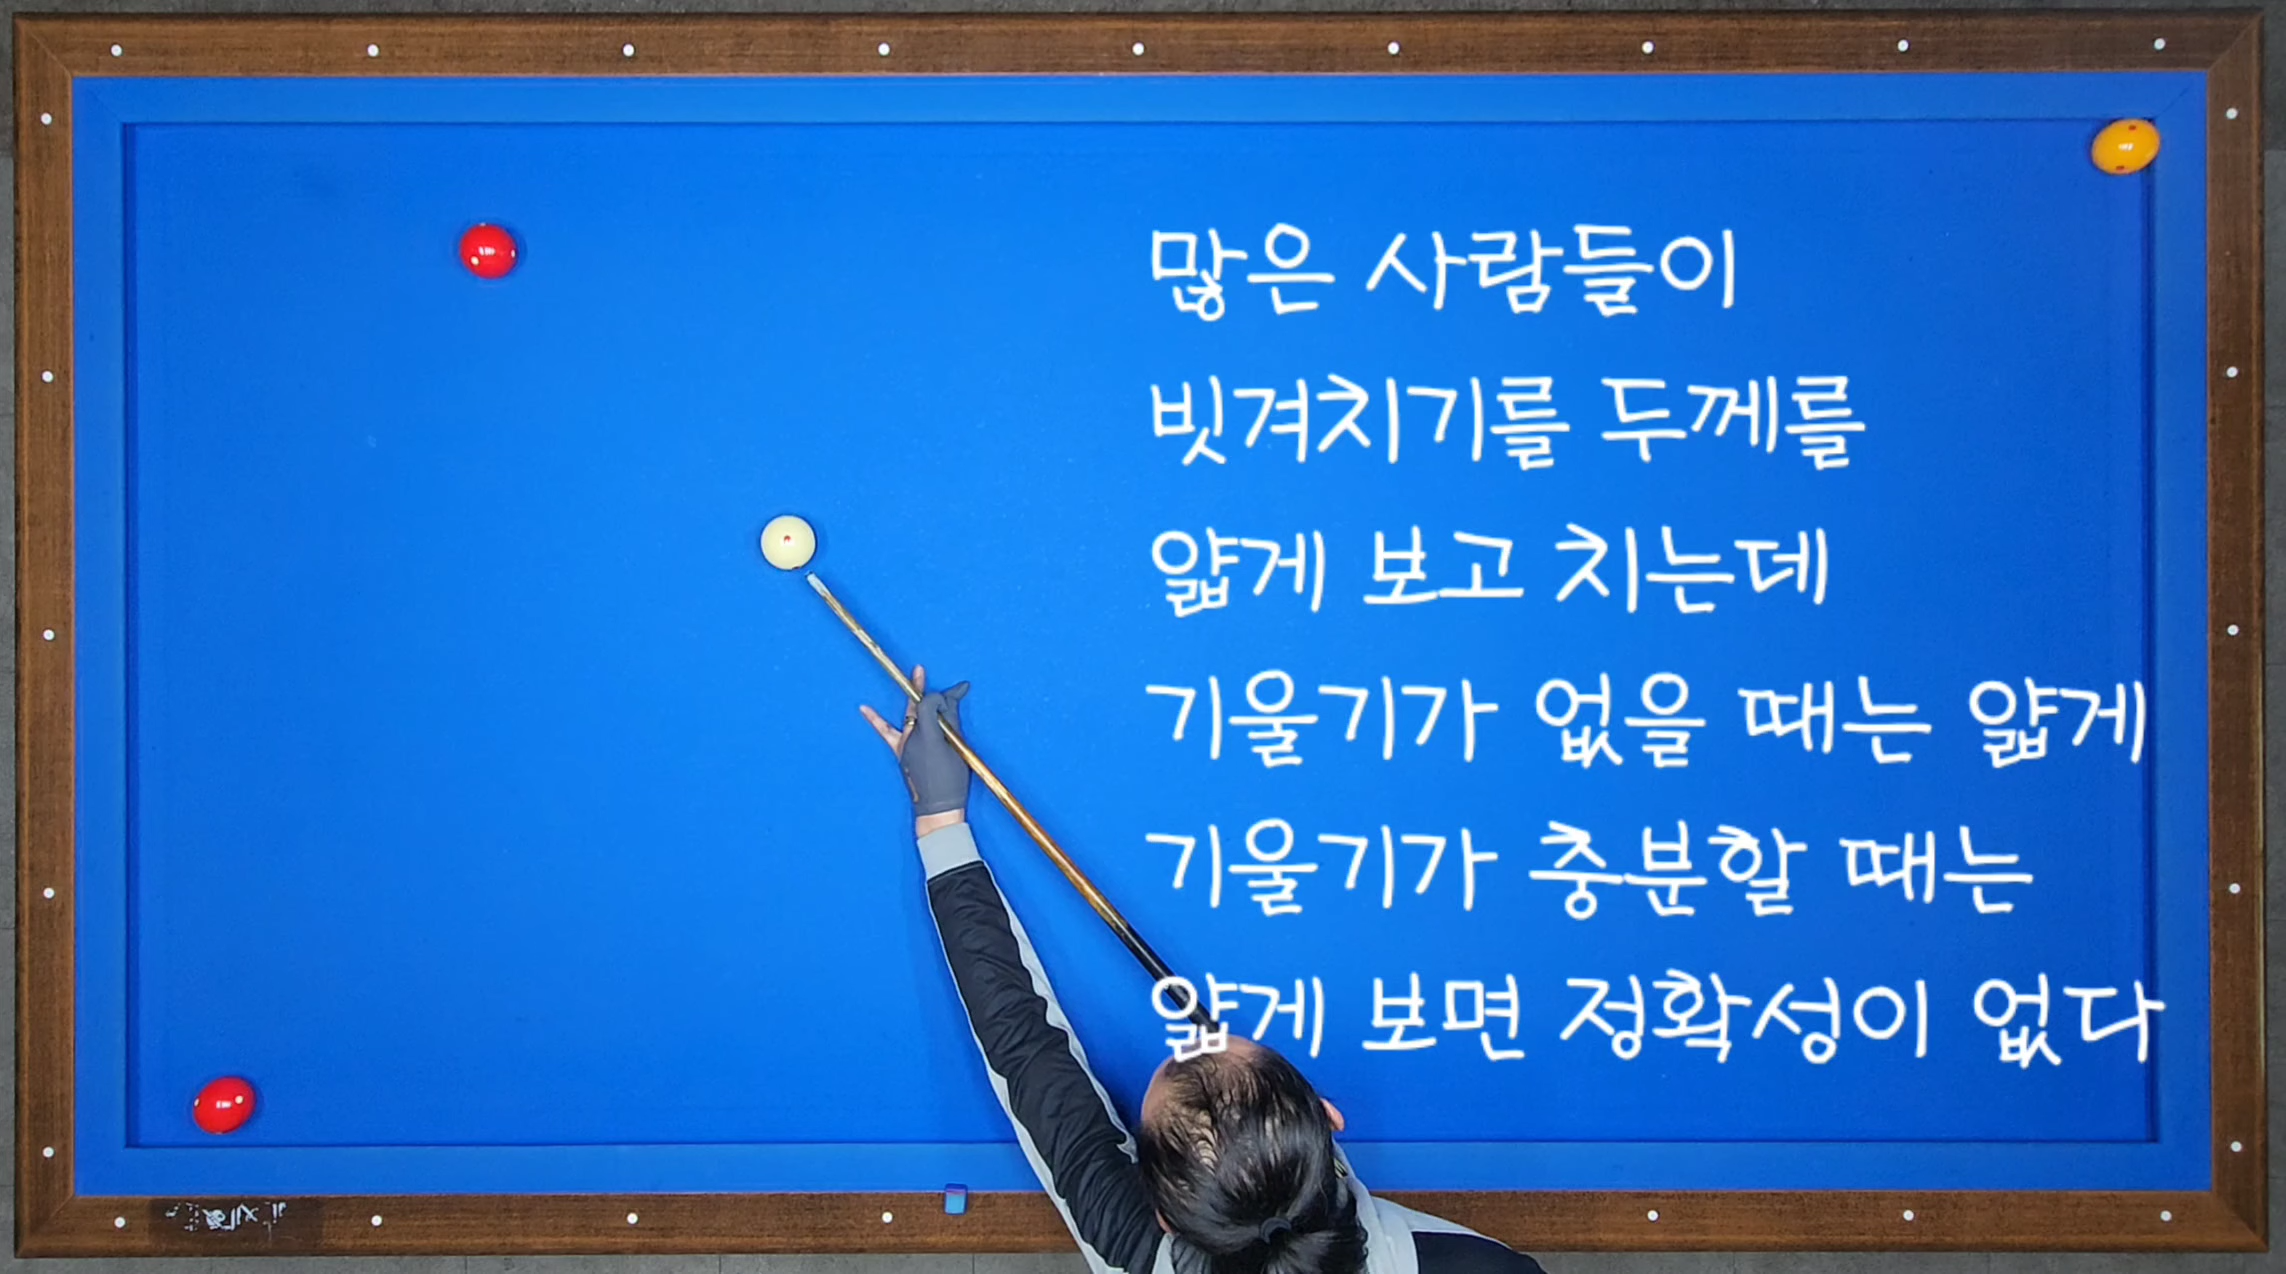 많은 사람들이
빗겨치기를 두께를
얇게 보고 치는데
기울기가 없을 때는 얇게
기울기가 충분할 때는
얇게 보면 정확성이 없다